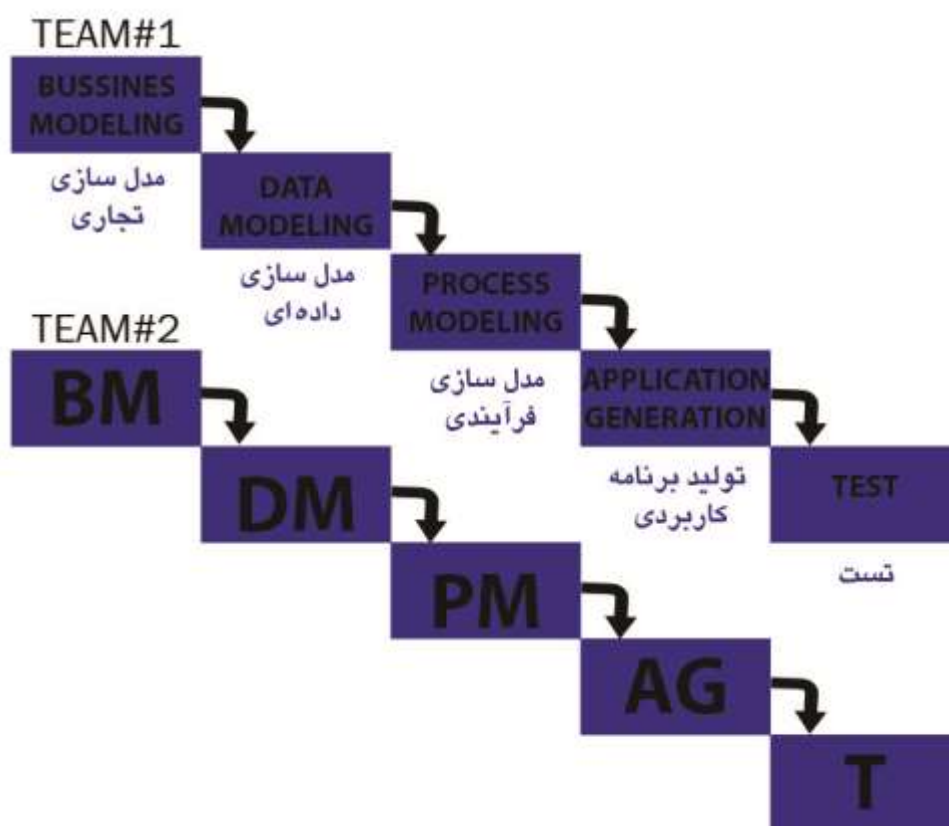 TEAM#1
BUSSINES
MODELING
مدل سازی
تجاری
DATA
MODELING
مدل سازی
داده ای
PROCESS
MODELING
مدل سازی
فرآیندی
APPLICATION
GENERATION
تولید برنامه
کاربردی
TEST
تست
TEAM#2
BM
DM
PM
AG
T